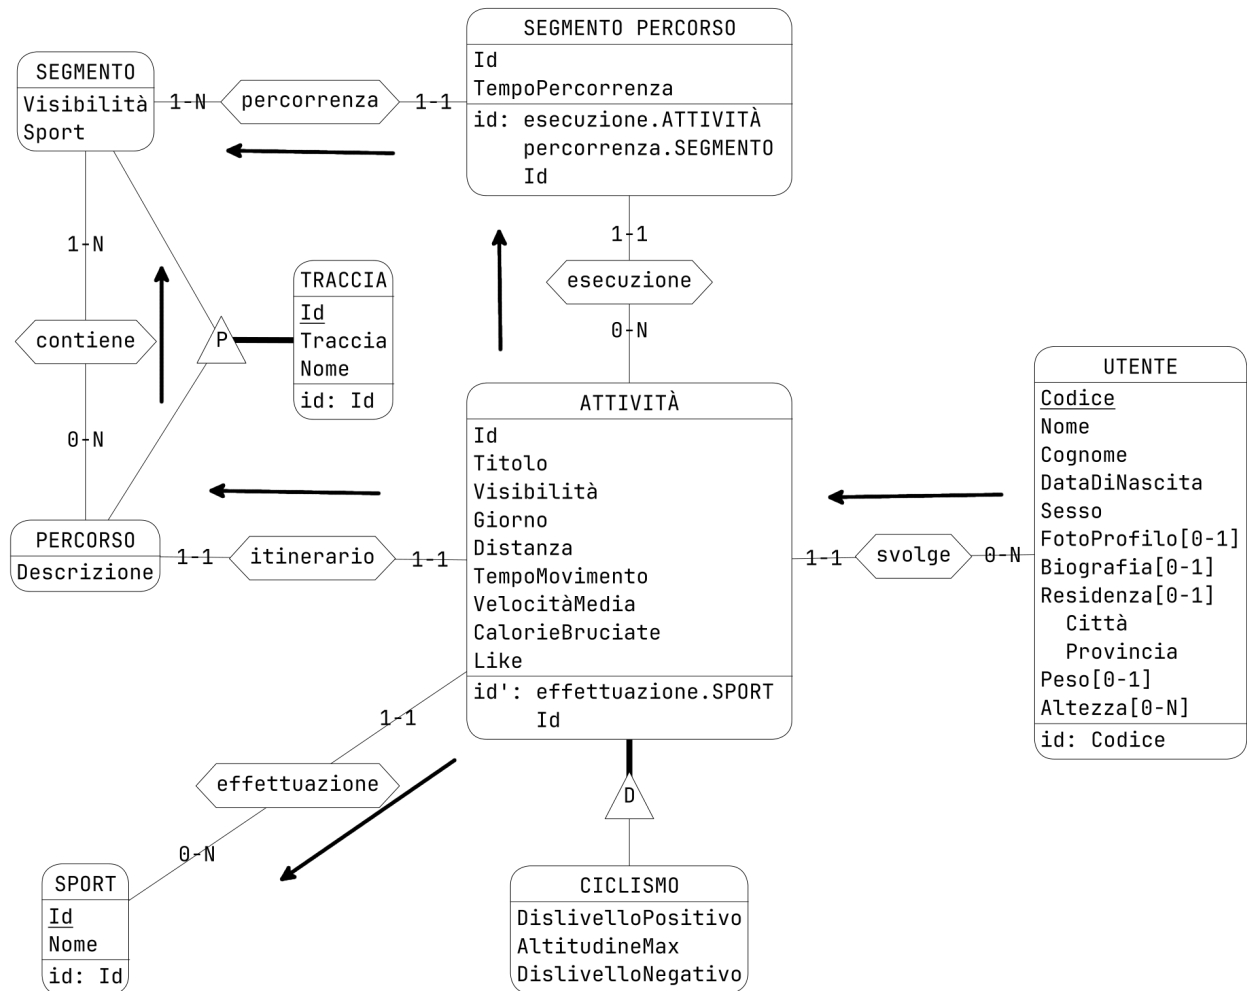 SEGMENTO PERCORSO
Id
TempoPercorrenza
id: esecuzione.ATTIVITÀ
percorrenza.SEGMENTO
Id
SEGMENTO
Visibilità
Sport
1-N
percorrenza
1-1
1-N
contiene
0-N
TRACCIA
Id
Traccia
Nome
id: Id
P
1-1
esecuzione
0-N
ATTIVITÀ
Id
Titolo
Visibilità
Giorno
Distanza
TempoMovimento
VelocitàMedia
CalorieBruciate
Like
id': effettuazione.SPORT
Id
UTENTE
Codice
Nome
Cognome
DataDiNascita
Sesso
FotoProfilo[0-1]
Biografia[0-1]
Residenza[0-1]
Città
Provincia
Peso[0-1]
Altezza[0-N]
id: Codice
PERCORSO
Descrizione
1-1
itinerario
1-1
1-1
svolge
0-N
1-1
effettuazione
0-N
D
SPORT
Id
Nome
id: Id
CICLISMO
DislivelloPositivo
AltitudineMax
DislivelloNegativo